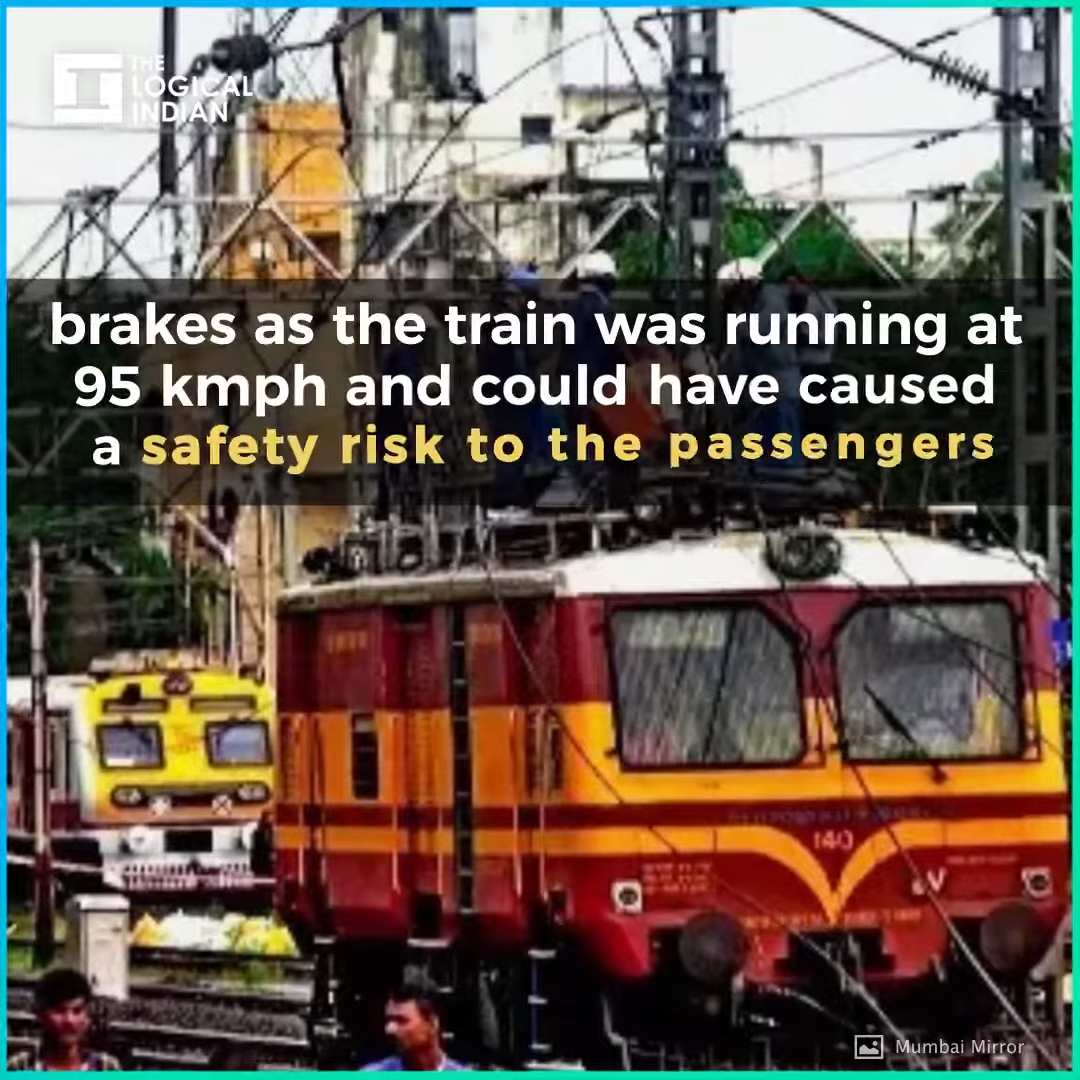 THE
LOGICAL
INDIAN
brakes as the train was running at
95 kmph and could have caused
a safety risk to the passengers
140
Mumbai Mirror